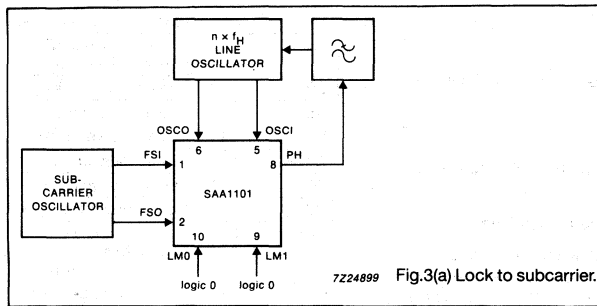 n × fH
LINE
OSCILLATOR
OSCO
OSCI
6
5
PH
8
FSI
1
SUB-
CARRIER
OSCILLATOR
SAA1101
FSO
2
10
9
LM0
LM1
logic 0
logic 0
7Z24899
Fig.3(a) Lock to subcarrier.